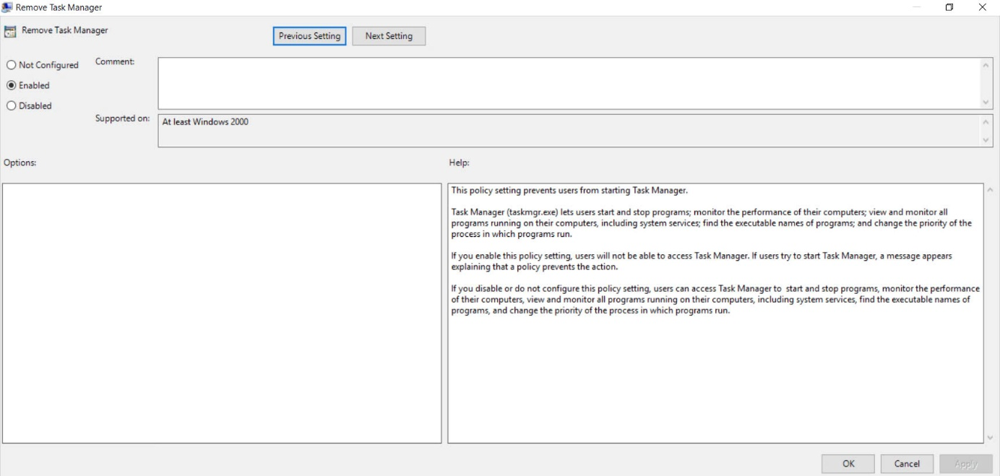 Remove Task Manager
Remove Task Manager
Previous Setting
Next Setting
Not Configured
Enabled
Disabled
Comment:
Supported on:
At least Windows 2000
Options:
Help:
This policy setting prevents users from starting Task Manager.
Task Manager (taskmgr.exe) lets users start and stop programs; monitor the performance of their computers; view and monitor all
programs running on their computers, including system services; find the executable names of programs; and change the priority of the
process in which programs run.
If you enable this policy setting, users will not be able to access Task Manager. If users try to start Task Manager, a message appears
explaining that a policy prevents the action.
If you disable or do not configure this policy setting, users can access Task Manager to  start and stop programs, monitor the performance
of their computers, view and monitor all programs running on their computers, including system services, find the executable names of
programs, and change the priority of the process in which programs run.
OK
Cancel
Apply